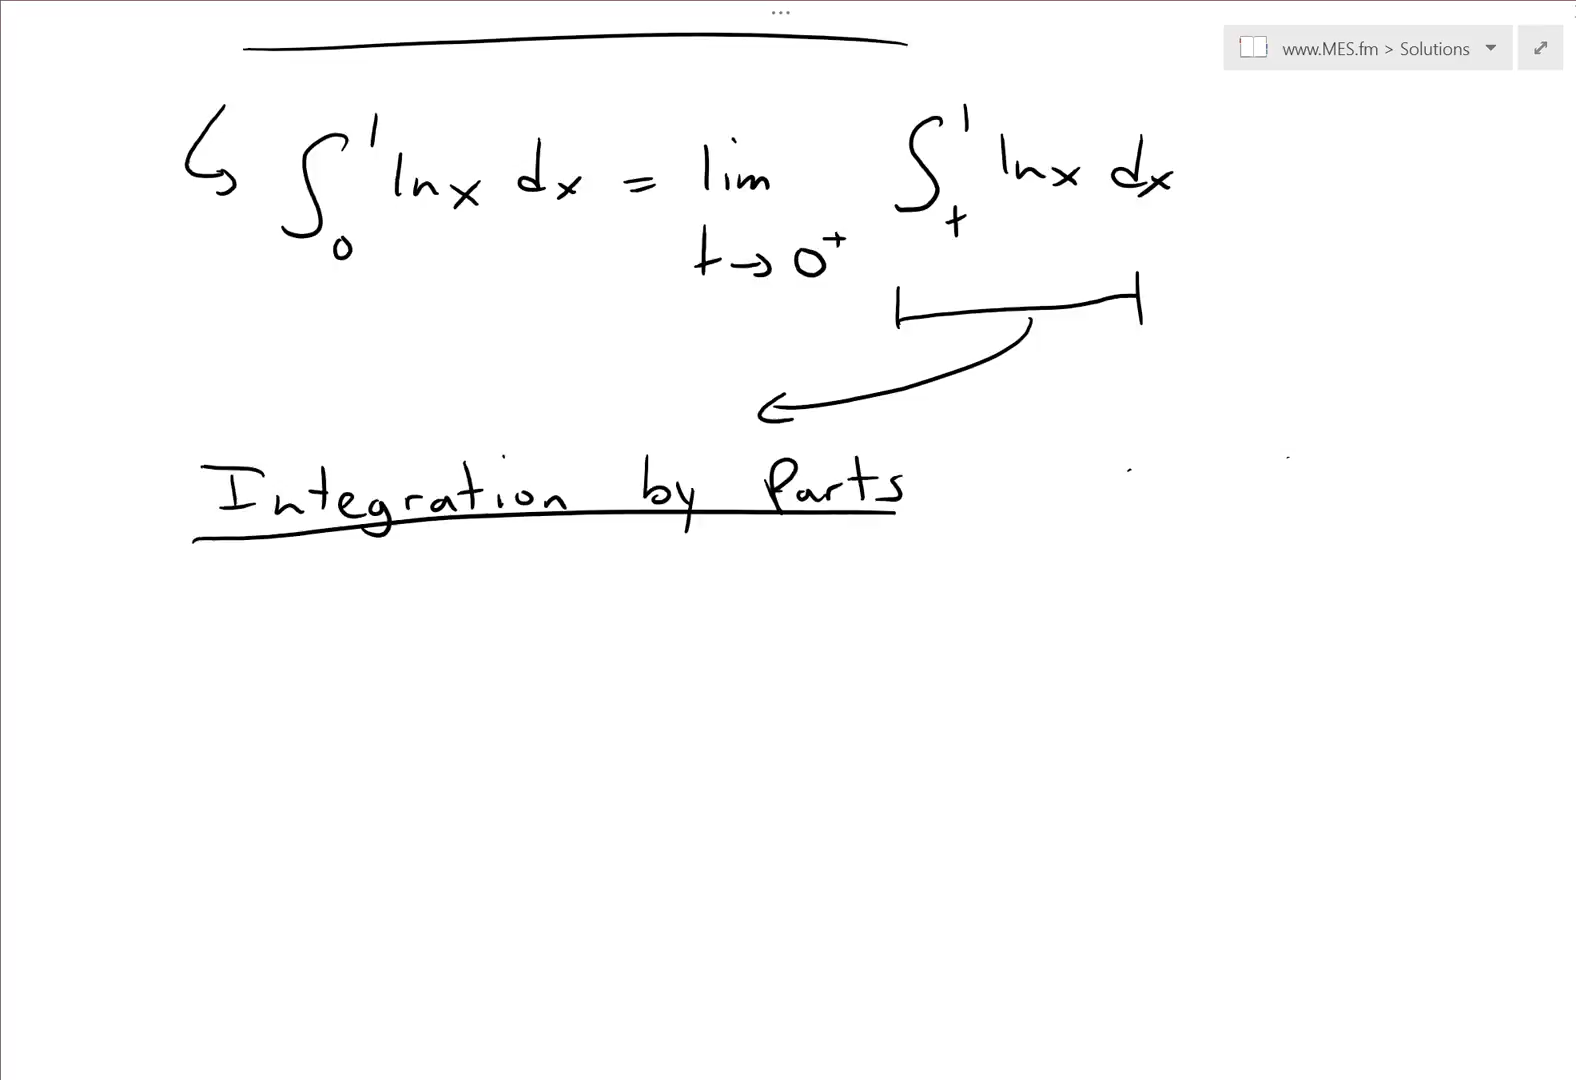 www.MES.fm > Solutions
∫₀¹ ln x dx = lim t→0⁺ ∫ₜ¹ ln x dx
Integration by Parts